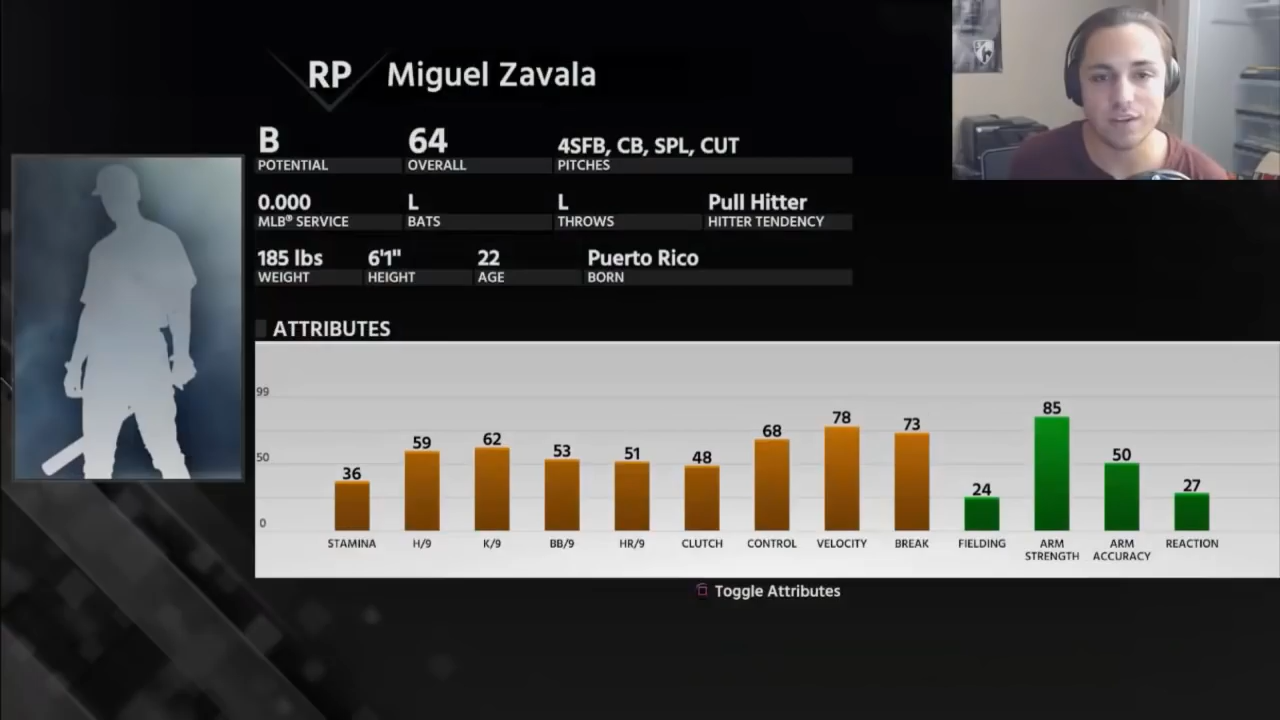 RP Miguel Zavala
B 64 4SFB, CB, SPL, CUT
POTENTIAL OVERALL PITCHES
0.000 L L Pull Hitter
MLB® SERVICE BATS THROWS HITTER TENDENCY
185 lbs 6'1" 22 Puerto Rico
WEIGHT HEIGHT AGE BORN
ATTRIBUTES
99
50
0
36 59 62 53 51 48 68 78 73 24 85 50 27
STAMINA H/9 K/9 BB/9 HR/9 CLUTCH CONTROL VELOCITY BREAK FIELDING ARM STRENGTH ARM ACCURACY REACTION
Toggle Attributes